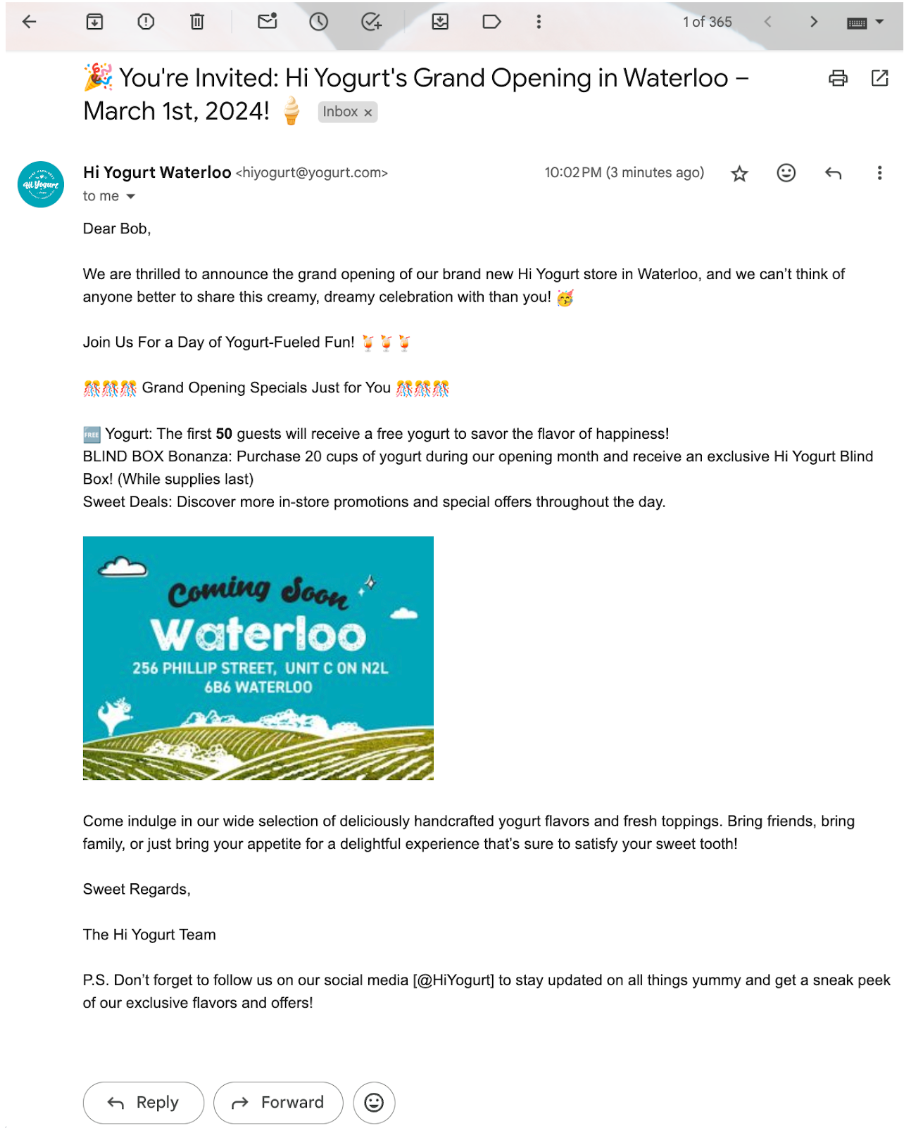 1 of 365
🎉 You're Invited: Hi Yogurt's Grand Opening in Waterloo –
March 1st, 2024! 🍦 Inbox ×
Hi Yogurt
Hi Yogurt Waterloo <hiyogurt@yogurt.com>
10:02 PM (3 minutes ago)
to me
Dear Bob,
We are thrilled to announce the grand opening of our brand new Hi Yogurt store in Waterloo, and we can't think of
anyone better to share this creamy, dreamy celebration with than you! 🥳
Join Us For a Day of Yogurt-Fueled Fun! 🍹🍹🍹
🎊🎊🎊 Grand Opening Specials Just for You 🎊🎊🎊
🆓 Yogurt: The first 50 guests will receive a free yogurt to savor the flavor of happiness!
BLIND BOX Bonanza: Purchase 20 cups of yogurt during our opening month and receive an exclusive Hi Yogurt Blind
Box! (While supplies last)
Sweet Deals: Discover more in-store promotions and special offers throughout the day.
Coming Soon
Waterloo
256 PHILLIP STREET, UNIT C ON N2L
6B6 WATERLOO
Come indulge in our wide selection of deliciously handcrafted yogurt flavors and fresh toppings. Bring friends, bring
family, or just bring your appetite for a delightful experience that's sure to satisfy your sweet tooth!
Sweet Regards,
The Hi Yogurt Team
P.S. Don't forget to follow us on our social media [@HiYogurt] to stay updated on all things yummy and get a sneak peek
of our exclusive flavors and offers!
Reply
Forward